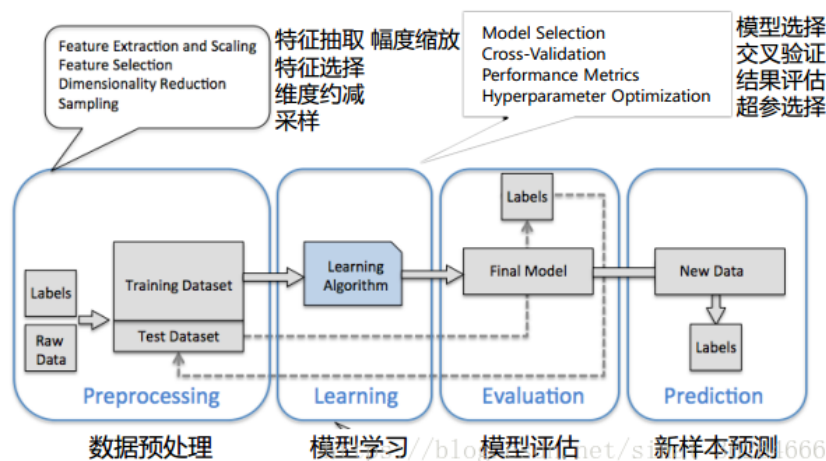 Feature Extraction and Scaling
Feature Selection
Dimensionality Reduction
Sampling
特征抽取 幅度缩放
特征选择
维度约减
采样
Model Selection
Cross-Validation
Performance Metrics
Hyperparameter Optimization
模型选择
交叉验证
结果评估
超参选择
Labels
Raw
Data
Training Dataset
Test Dataset
Learning
Algorithm
Labels
Final Model
New Data
Labels
Preprocessing
Learning
Evaluation
Prediction
数据预处理
模型学习
模型评估
新样本预测